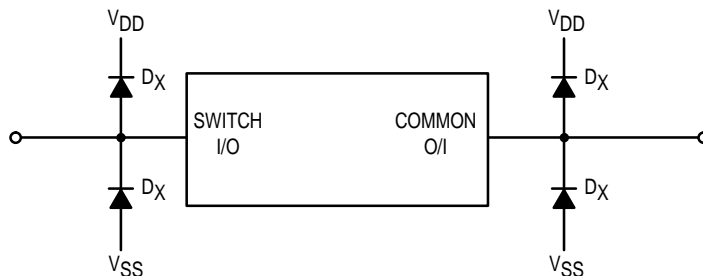 VDD
VDD
DX
DX
SWITCH
I/O
COMMON
O/I
DX
DX
VSS
VSS